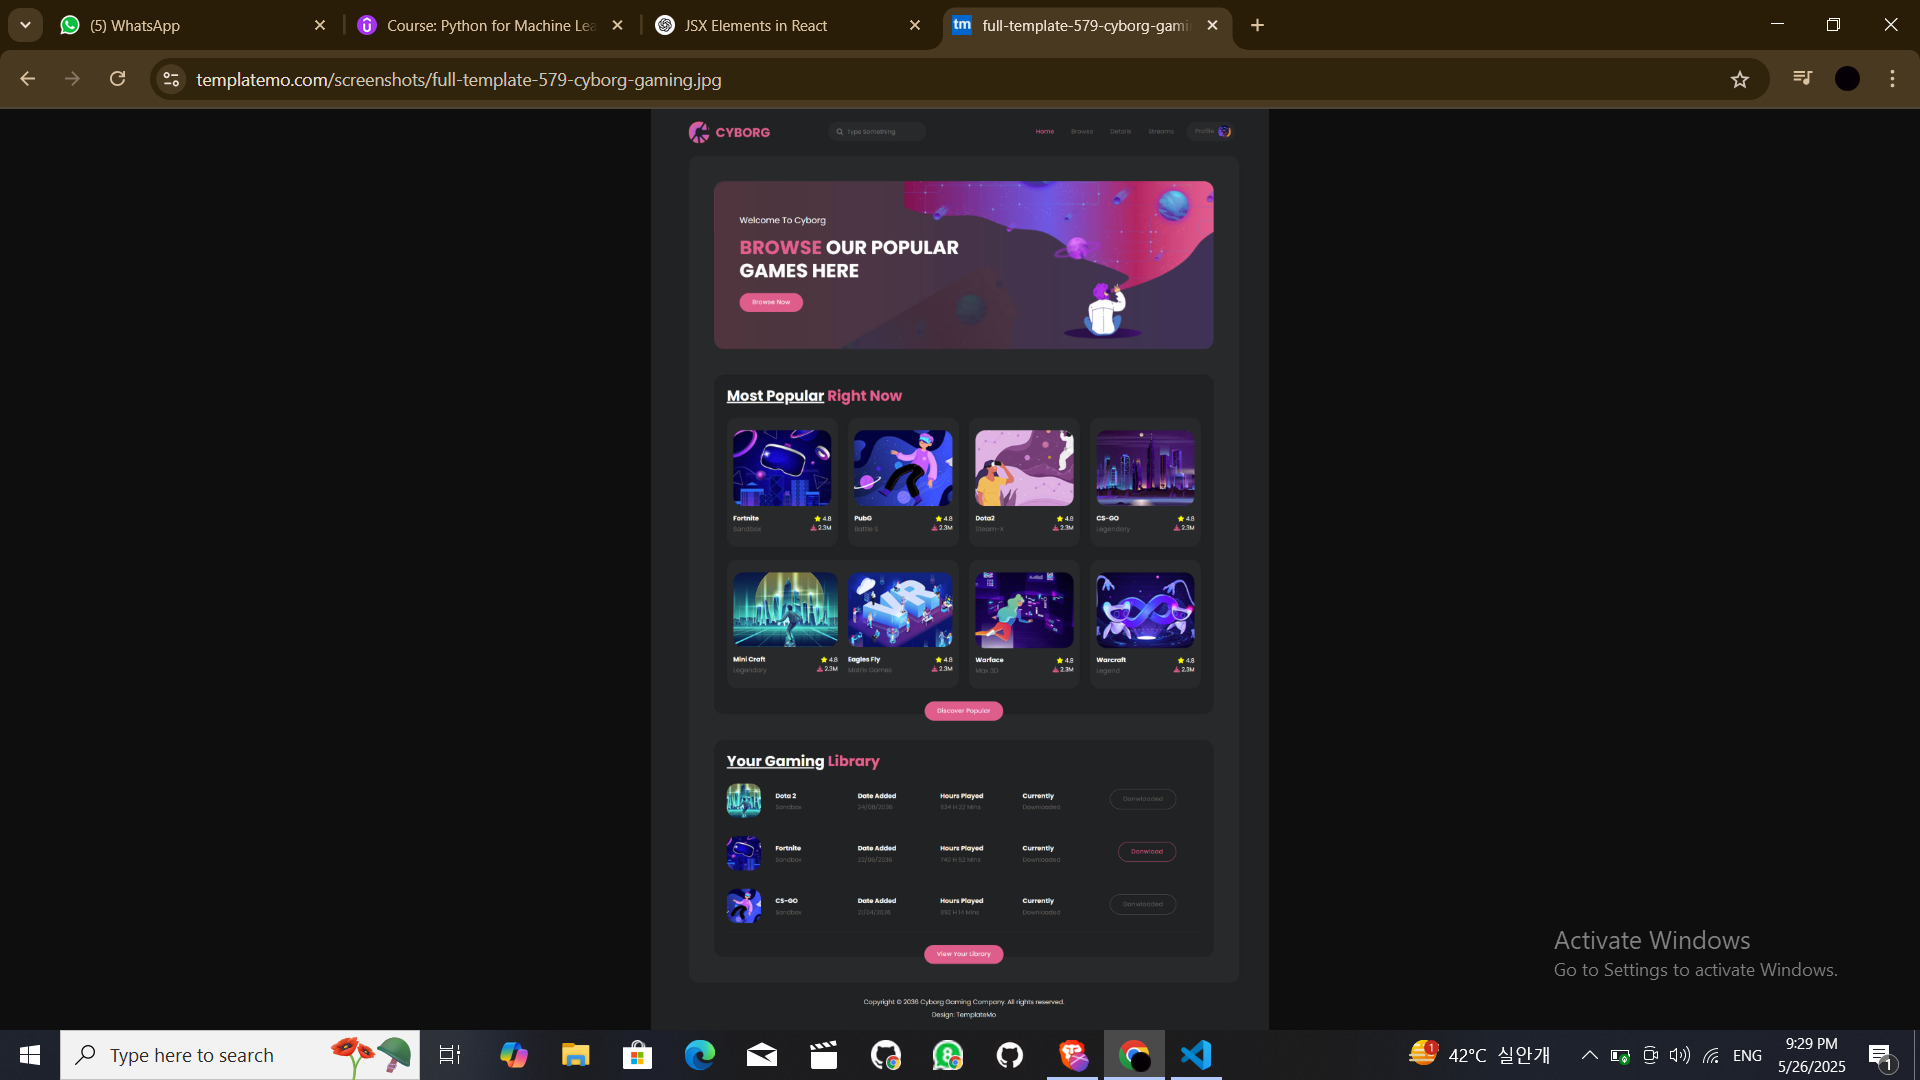 (5) WhatsApp
Course: Python for Machine Lea
JSX Elements in React
tm
full-template-579-cyborg-gami
templatemo.com/screenshots/full-template-579-cyborg-gaming.jpg
CYBORG
Type Something
Home
Browse
Details
Streams
Profile
Welcome To Cyborg
BROWSE OUR POPULAR
GAMES HERE
Browse Now
Most Popular Right Now
Fortnite 4.8
Sandbox 2.3M
PubG 4.8
Battle S 2.3M
Dota2 4.8
Steam-X 2.3M
CS-GO 4.8
Legendary 2.3M
VR
Mini Craft 4.8
Legendary 2.3M
Eagles Fly 4.8
Matrix Games 2.3M
Warface 4.8
Max 3D 2.3M
Warcraft 4.8
Legend 2.3M
Discover Popular
Your Gaming Library
Dota 2 Date Added Hours Played Currently
Sandbox 24/08/2036 634 H 22 Mins Downloaded
Donwloaded
Fortnite Date Added Hours Played Currently
Sandbox 22/06/2036 740 H 52 Mins Downloaded
Donwload
CS-GO Date Added Hours Played Currently
Sandbox 21/04/2036 892 H 14 Mins Downloaded
Donwloaded
View Your Library
Copyright © 2036 Cyborg Gaming Company. All rights reserved.
Design: TemplateMo
Activate Windows
Go to Settings to activate Windows.
Type here to search
8
1
42°C 실안개
ENG
9:29 PM
5/26/2025
1